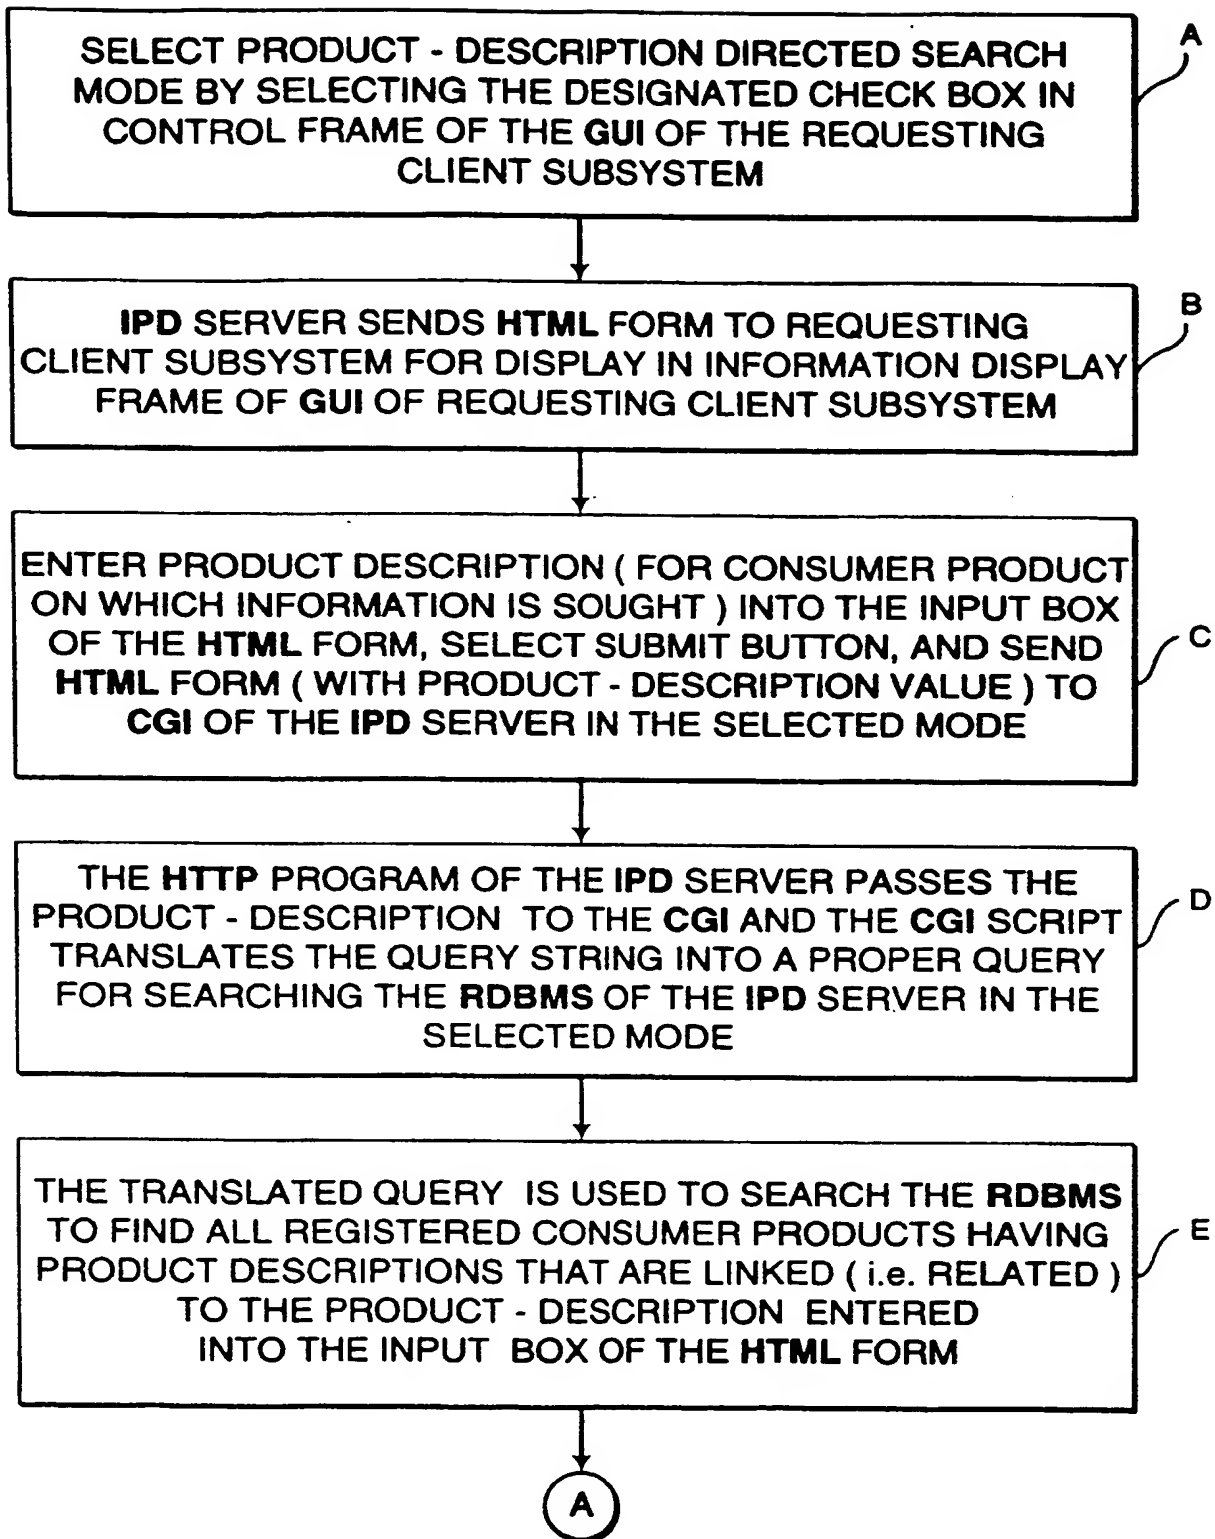 SELECT PRODUCT - DESCRIPTION DIRECTED SEARCH
MODE BY SELECTING THE DESIGNATED CHECK BOX IN
CONTROL FRAME OF THE GUI OF THE REQUESTING
CLIENT SUBSYSTEM
A
IPD SERVER SENDS HTML FORM TO REQUESTING
CLIENT SUBSYSTEM FOR DISPLAY IN INFORMATION DISPLAY
FRAME OF GUI OF REQUESTING CLIENT SUBSYSTEM
B
ENTER PRODUCT DESCRIPTION ( FOR CONSUMER PRODUCT
ON WHICH INFORMATION IS SOUGHT ) INTO THE INPUT BOX
OF THE HTML FORM, SELECT SUBMIT BUTTON, AND SEND
HTML FORM ( WITH PRODUCT - DESCRIPTION VALUE ) TO
CGI OF THE IPD SERVER IN THE SELECTED MODE
C
THE HTTP PROGRAM OF THE IPD SERVER PASSES THE
PRODUCT - DESCRIPTION TO THE CGI AND THE CGI SCRIPT
TRANSLATES THE QUERY STRING INTO A PROPER QUERY
FOR SEARCHING THE RDBMS OF THE IPD SERVER IN THE
SELECTED MODE
D
THE TRANSLATED QUERY IS USED TO SEARCH THE RDBMS
TO FIND ALL REGISTERED CONSUMER PRODUCTS HAVING
PRODUCT DESCRIPTIONS THAT ARE LINKED ( i.e. RELATED )
TO THE PRODUCT - DESCRIPTION ENTERED
INTO THE INPUT BOX OF THE HTML FORM
E
A